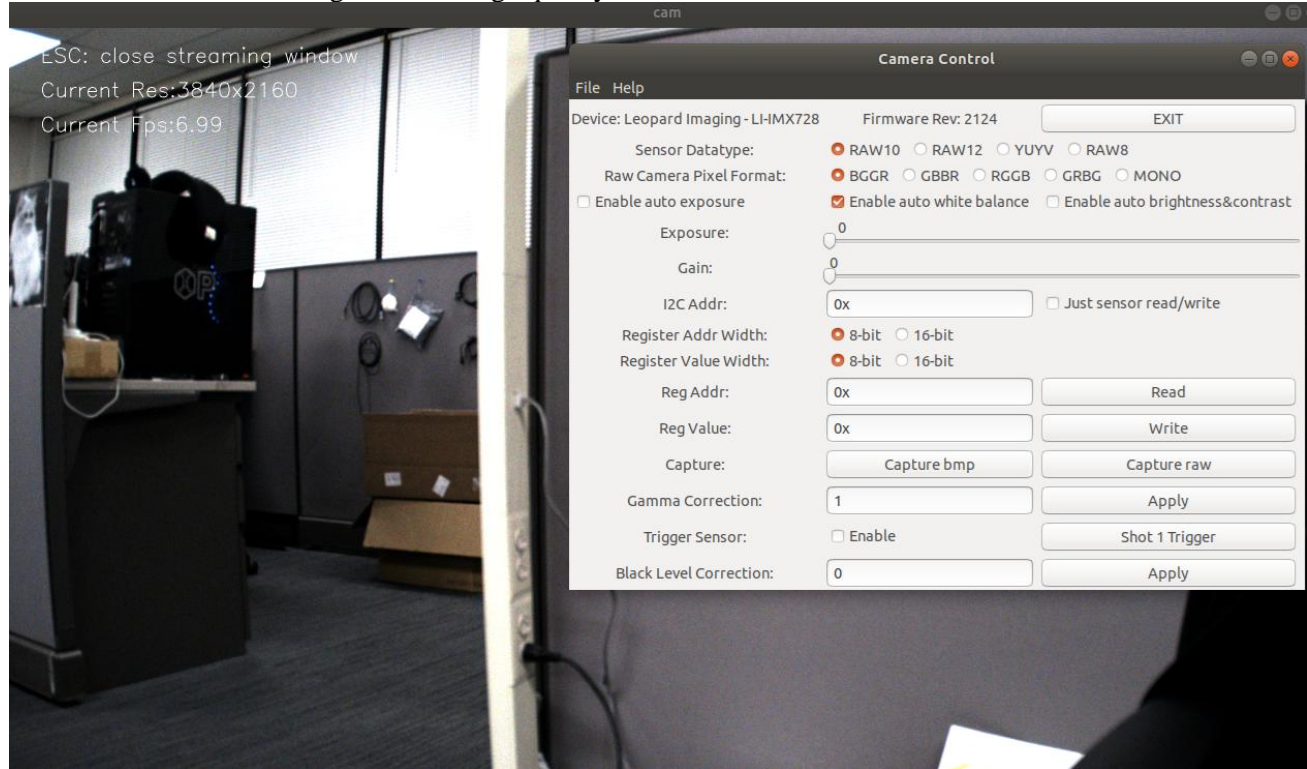 cam
ESC: close streaming window
Current Res:3840x2160
Current Fps:6.99
Camera Control
File Help
Device: Leopard Imaging - LI-IMX728 Firmware Rev: 2124 EXIT
Sensor Datatype: RAW10 RAW12 YUYV RAW8
Raw Camera Pixel Format: BGGR GBBR RGGB GRBG MONO
Enable auto exposure Enable auto white balance Enable auto brightness&contrast
Exposure: 0
Gain: 0
I2C Addr: 0x Just sensor read/write
Register Addr Width: 8-bit 16-bit
Register Value Width: 8-bit 16-bit
Reg Addr: 0x Read
Reg Value: 0x Write
Capture: Capture bmp Capture raw
Gamma Correction: 1 Apply
Trigger Sensor: Enable Shot 1 Trigger
Black Level Correction: 0 Apply